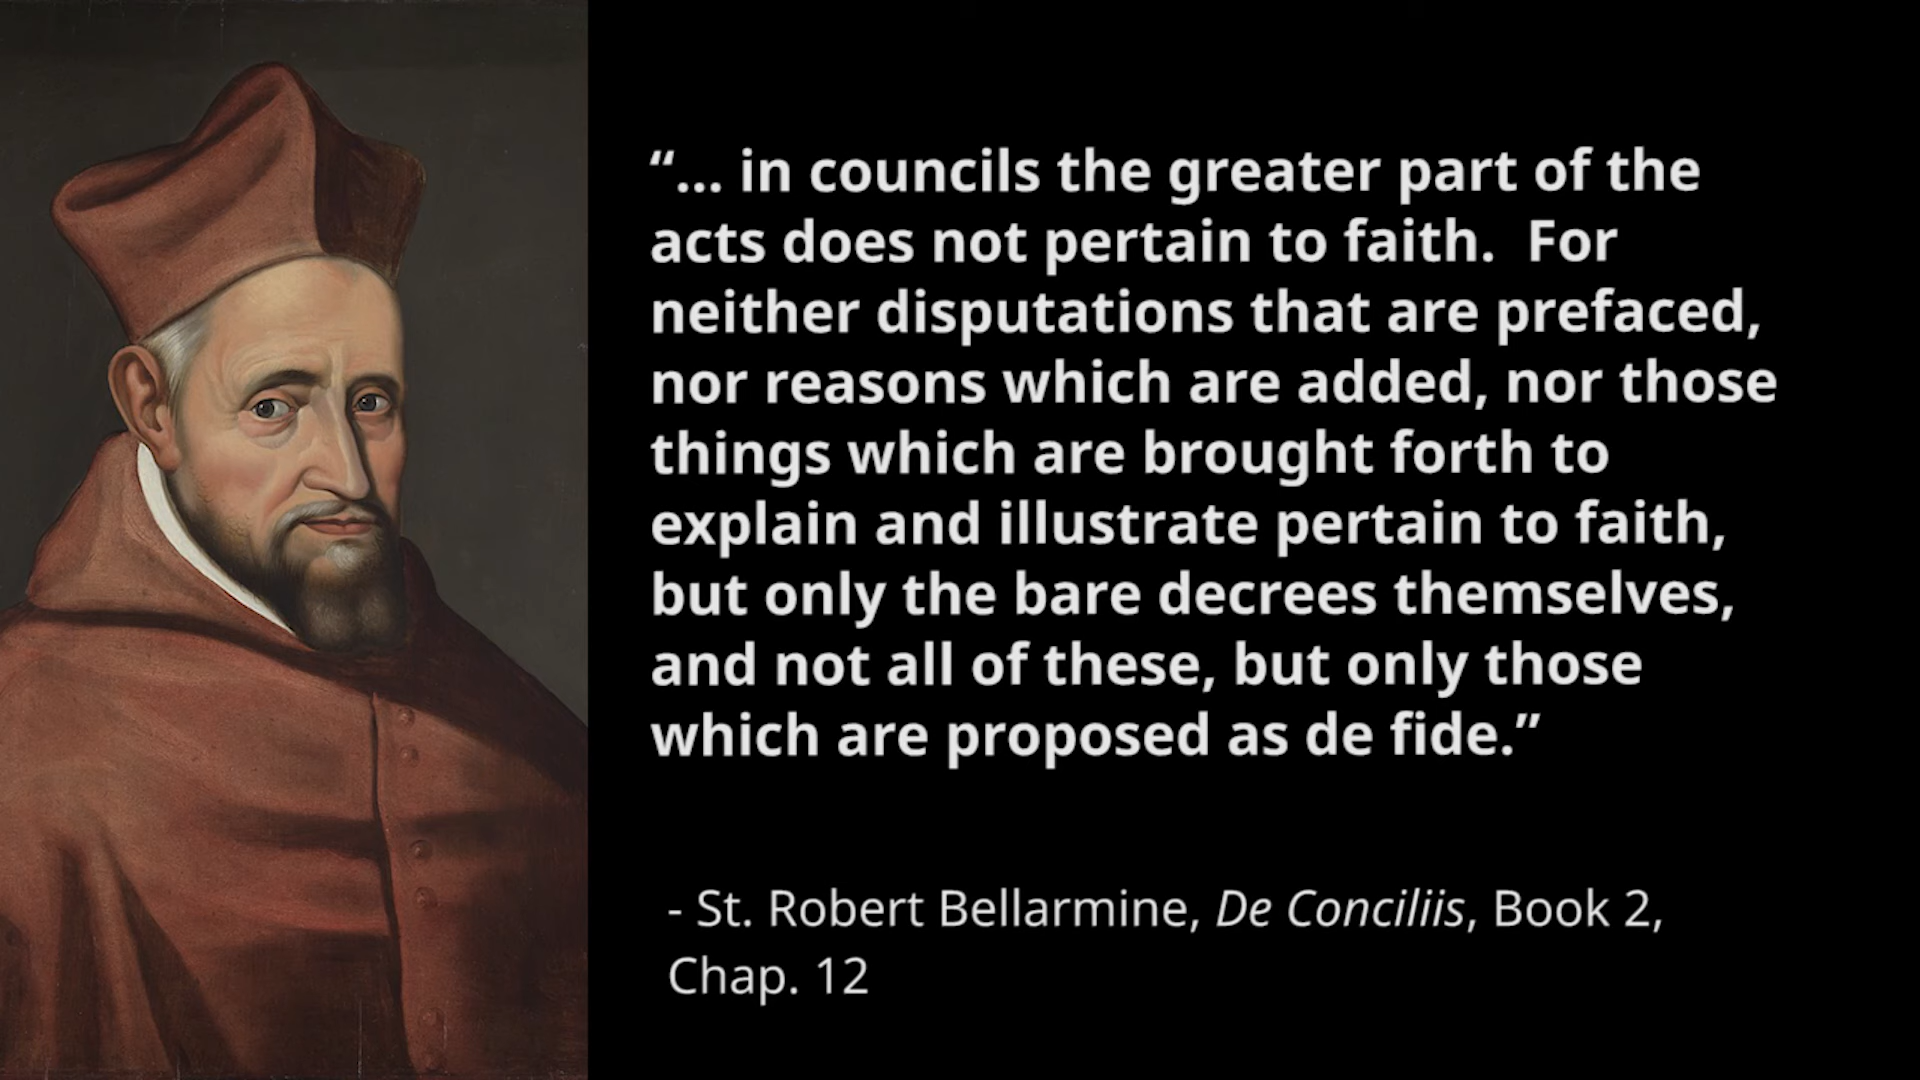 “... in councils the greater part of the
acts does not pertain to faith.  For
neither disputations that are prefaced,
nor reasons which are added, nor those
things which are brought forth to
explain and illustrate pertain to faith,
but only the bare decrees themselves,
and not all of these, but only those
which are proposed as de fide.”
- St. Robert Bellarmine, De Conciliis, Book 2,
Chap. 12